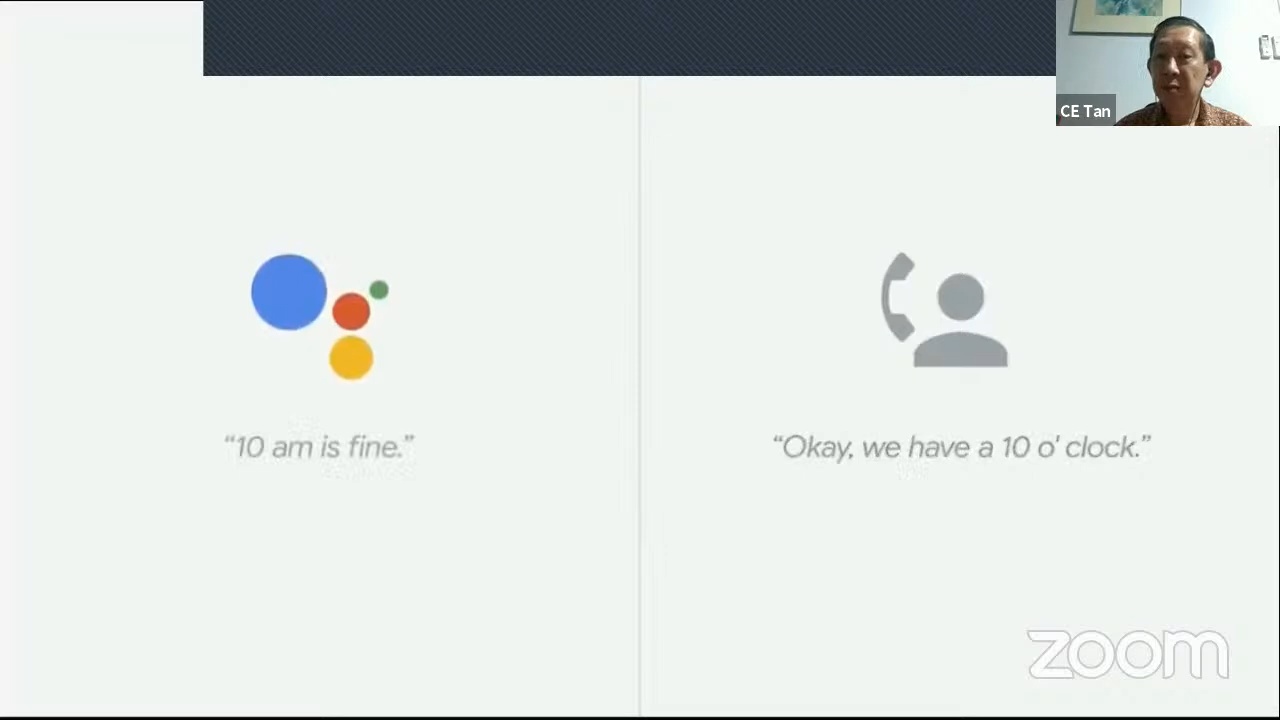 CE Tan
“10 am is fine.”
“Okay, we have a 10 o' clock.”
zoom